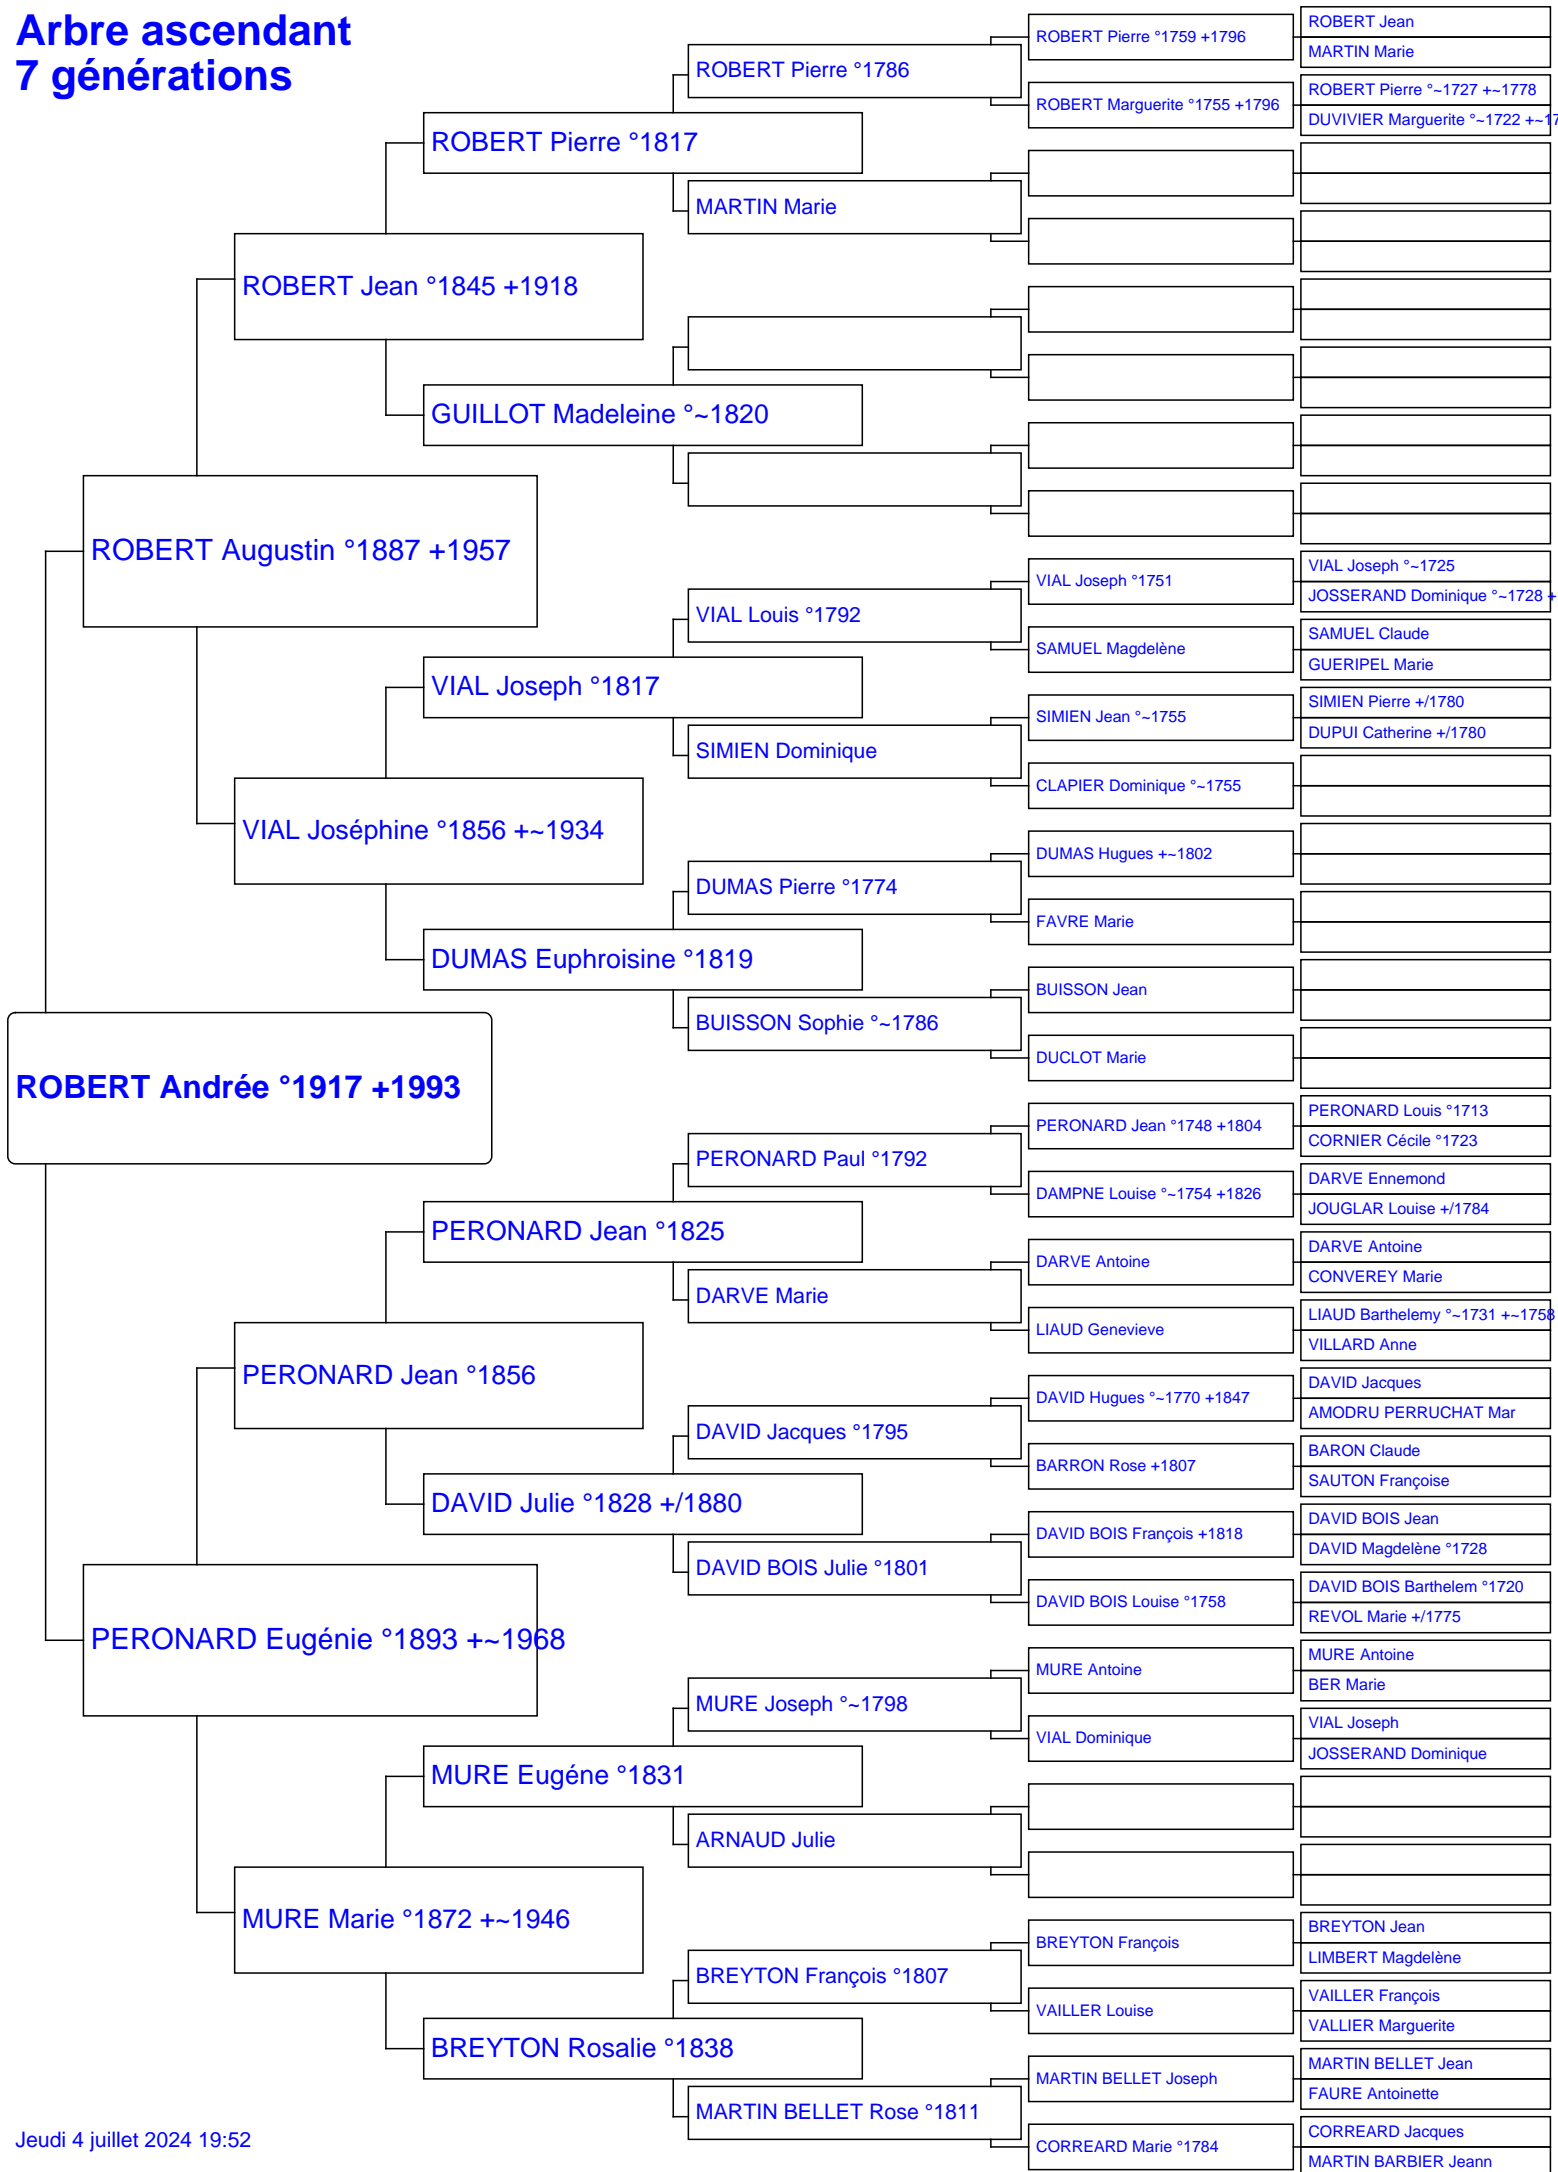 Arbre ascendant
7 générations
ROBERT Andrée °1917 +1993
ROBERT Augustin °1887 +1957
PERONARD Eugénie °1893 +~1968
ROBERT Jean °1845 +1918
VIAL Joséphine °1856 +~1934
PERONARD Jean °1856
MURE Marie °1872 +~1946
ROBERT Pierre °1817
GUILLOT Madeleine °~1820
VIAL Joseph °1817
DUMAS Euphroisine °1819
PERONARD Jean °1825
DAVID Julie °1828 +/1880
MURE Eugéne °1831
BREYTON Rosalie °1838
ROBERT Pierre °1786
MARTIN Marie
VIAL Louis °1792
SIMIEN Dominique
DUMAS Pierre °1774
BUISSON Sophie °~1786
PERONARD Paul °1792
DARVE Marie
DAVID Jacques °1795
DAVID BOIS Julie °1801
MURE Joseph °~1798
ARNAUD Julie
BREYTON François °1807
MARTIN BELLET Rose °1811
ROBERT Pierre °1759 +1796
ROBERT Marguerite °1755 +1796
VIAL Joseph °1751
SAMUEL Magdelène
SIMIEN Jean °~1755
CLAPIER Dominique °~1755
DUMAS Hugues +~1802
FAVRE Marie
BUISSON Jean
DUCLOT Marie
PERONARD Jean °1748 +1804
DAMPNE Louise °~1754 +1826
DARVE Antoine
LIAUD Genevieve
DAVID Hugues °~1770 +1847
BARRON Rose +1807
DAVID BOIS François +1818
DAVID BOIS Louise °1758
MURE Antoine
VIAL Dominique
BREYTON François
VAILLER Louise
MARTIN BELLET Joseph
CORREARD Marie °1784
ROBERT Jean
MARTIN Marie
ROBERT Pierre °~1727 +~1778
DUVIVIER Marguerite °~1722 +~17
VIAL Joseph °~1725
JOSSERAND Dominique °~1728 +
SAMUEL Claude
GUERIPEL Marie
SIMIEN Pierre +/1780
DUPUI Catherine +/1780
PERONARD Louis °1713
CORNIER Cécile °1723
DARVE Ennemond
JOUGLAR Louise +/1784
DARVE Antoine
CONVEREY Marie
LIAUD Barthelemy °~1731 +~1758
VILLARD Anne
DAVID Jacques
AMODRU PERRUCHAT Mar
BARON Claude
SAUTON Françoise
DAVID BOIS Jean
DAVID Magdelène °1728
DAVID BOIS Barthelem °1720
REVOL Marie +/1775
MURE Antoine
BER Marie
VIAL Joseph
JOSSERAND Dominique
BREYTON Jean
LIMBERT Magdelène
VAILLER François
VALLIER Marguerite
MARTIN BELLET Jean
FAURE Antoinette
CORREARD Jacques
MARTIN BARBIER Jeann
Jeudi 4 juillet 2024 19:52